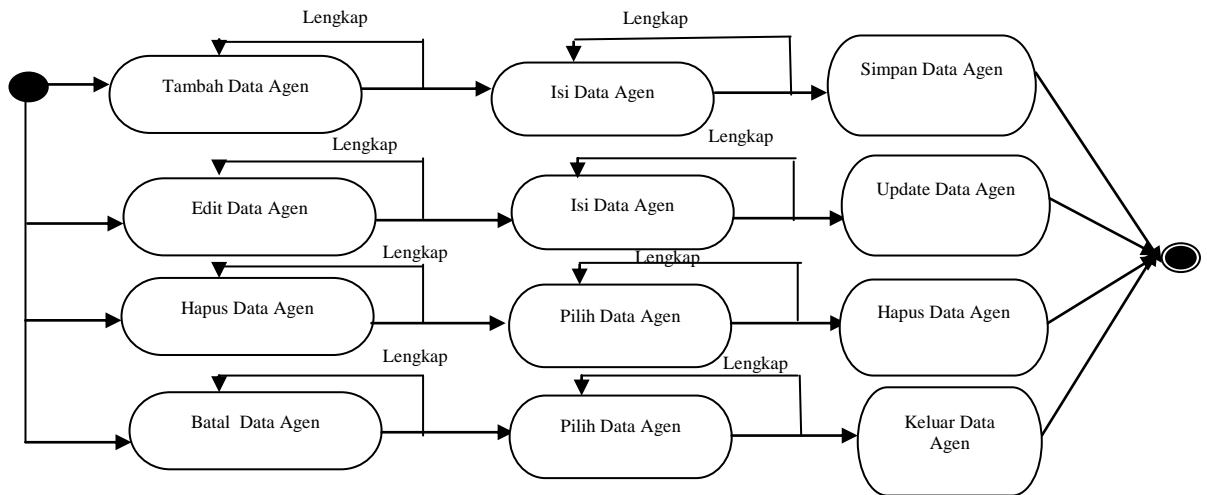 Lengkap
Lengkap
Tambah Data Agen
Isi Data Agen
Simpan Data Agen
Lengkap
Lengkap
Edit Data Agen
Isi Data Agen
Update Data Agen
Lengkap
Lengkap
Hapus Data Agen
Pilih Data Agen
Hapus Data Agen
Lengkap
Lengkap
Batal Data Agen
Pilih Data Agen
Keluar Data
Agen